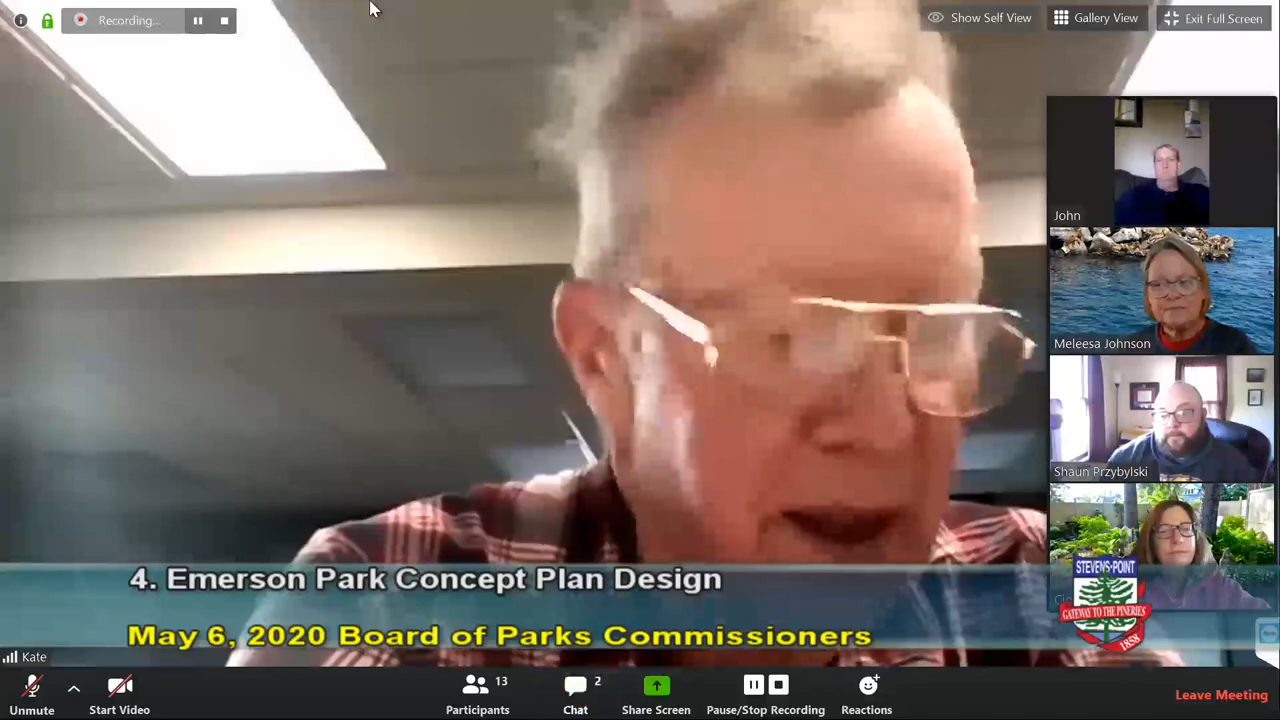 Recording...
Show Self View
Gallery View
Exit Full Screen
John
Meleesa Johnson
Shaun Przybylski
4. Emerson Park Concept Plan Design
May 6, 2020 Board of Parks Commissioners
STEVENS-POINT
GATEWAY TO THE PINERIES
1858
Kate
Unmute
Start Video
Participants
13
Chat
2
Share Screen
Pause/Stop Recording
Reactions
Leave Meeting